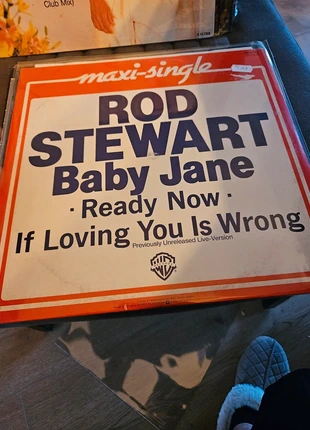 Club Mix)
maxi-single
ROD
STEWART
Baby Jane
· Ready Now ·
If Loving You Is Wrong
Previously Unreleased Live-Version